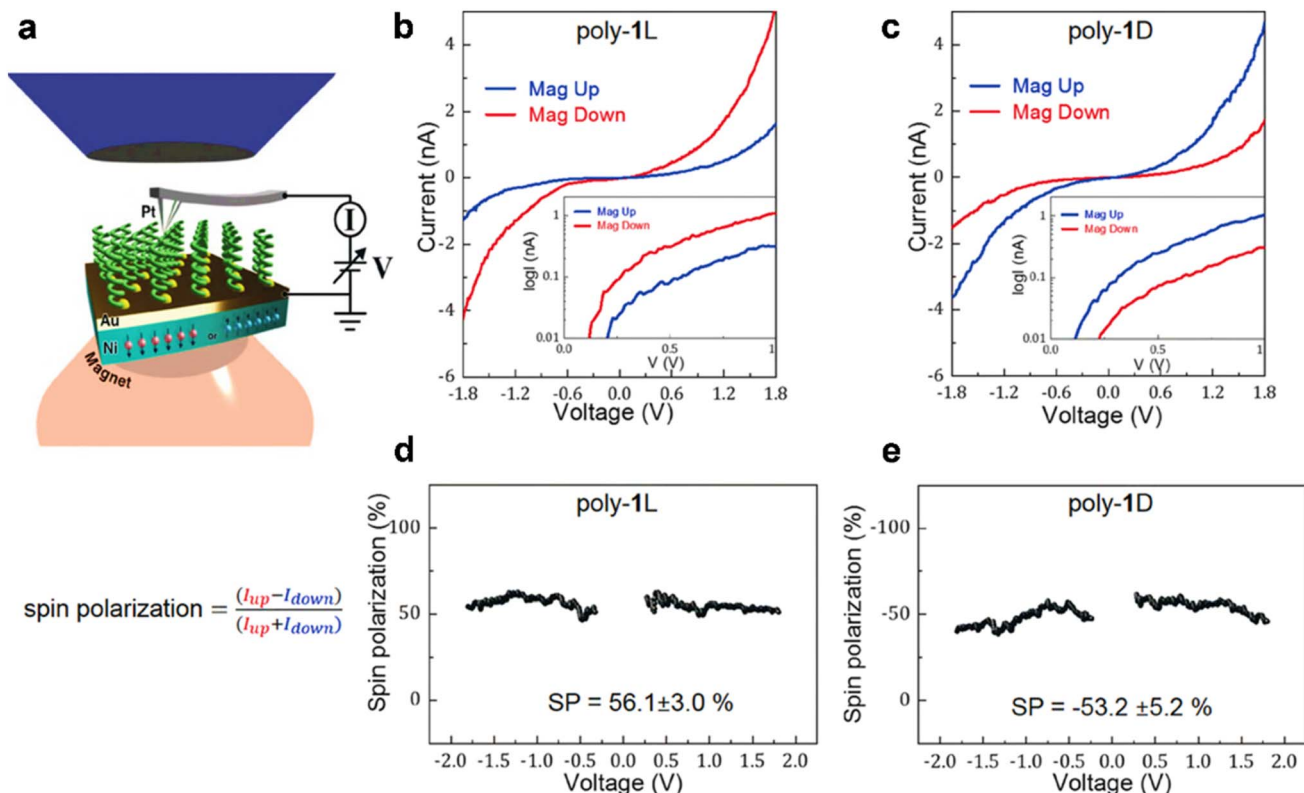 a
Pt
I
V
Au
Ni
Or
Magnet
b
poly-1L
Mag Up
Mag Down
Current (nA)
4
2
0
-2
-4
-6
-1.8 -1.2 -0.6 0.0 0.6 1.2 1.8
Voltage (V)
Mag Up
Mag Down
logI (nA)
1
0.1
0.01
0.0 0.5 1
V (V)
c
poly-1D
Mag Up
Mag Down
Current (nA)
4
2
0
-2
-4
-6
-1.8 -1.2 -0.6 0.0 0.6 1.2 1.8
Voltage (V)
Mag Up
Mag Down
logI (nA)
1
0.1
0.01
0.0 0.5 1
V (V)
spin polarization = (I_up−I_down)
(I_up+I_down)
d
poly-1L
Spin polarization (%)
100
50
0
SP = 56.1±3.0 %
-2.0 -1.5 -1.0 -0.5 0.0 0.5 1.0 1.5 2.0
Voltage (V)
e
poly-1D
Spin polarization (%)
-100
-50
0
SP = -53.2 ±5.2 %
-2.0 -1.5 -1.0 -0.5 0.0 0.5 1.0 1.5 2.0
Voltage (V)